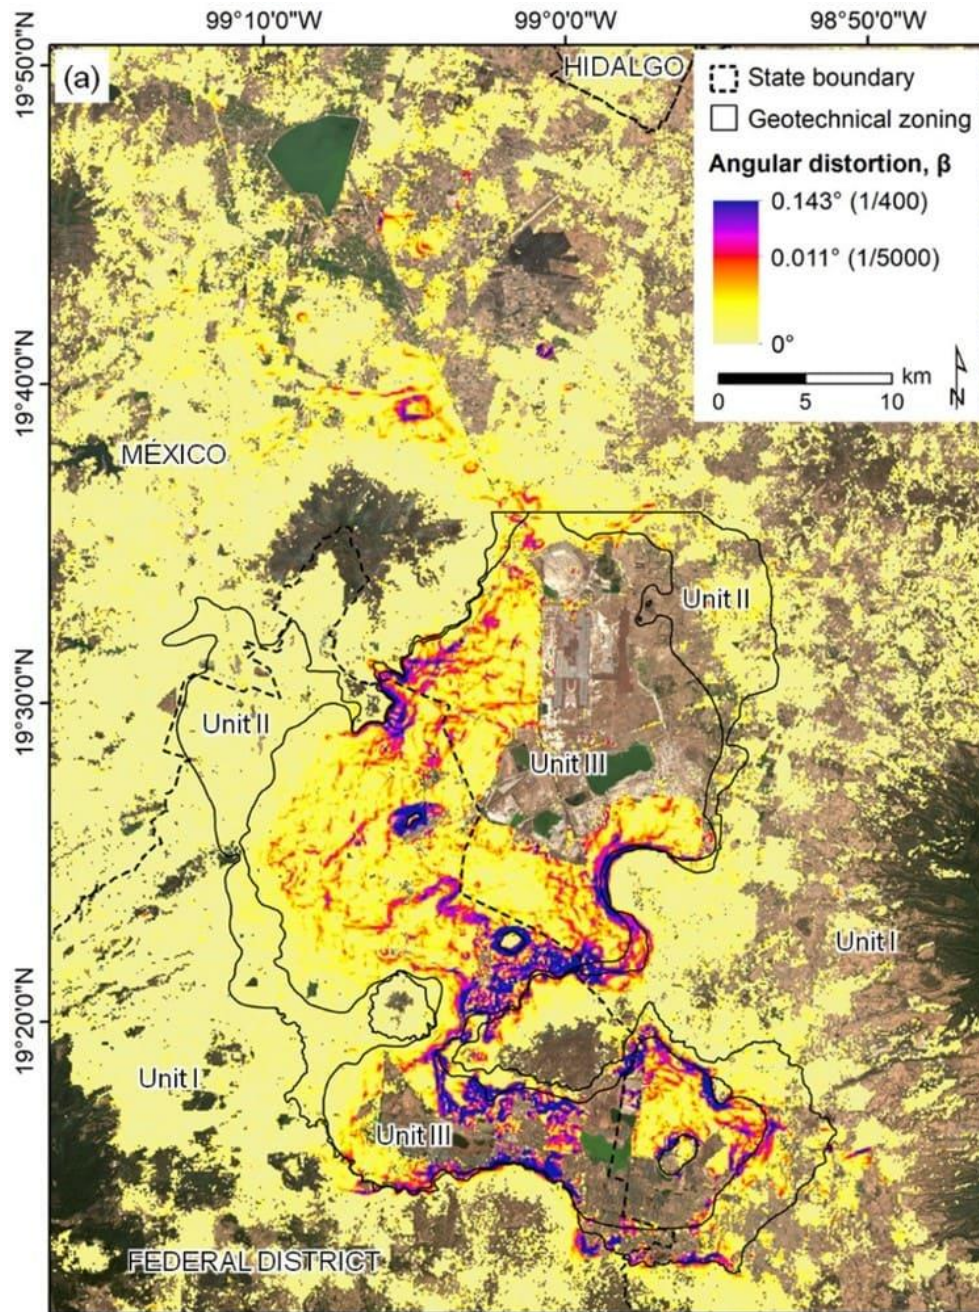 99°10'0"W
99°0'0"W
98°50'0"W
(a)
HIDALGO
State boundary
Geotechnical zoning
Angular distortion, β
0.143° (1/400)
0.011° (1/5000)
0°
km
0 5 10
N
19°50'0"N
19°40'0"N
19°30'0"N
19°20'0"N
MÉXICO
Unit II
Unit II
Unit III
Unit I
Unit I
Unit III
FEDERAL DISTRICT